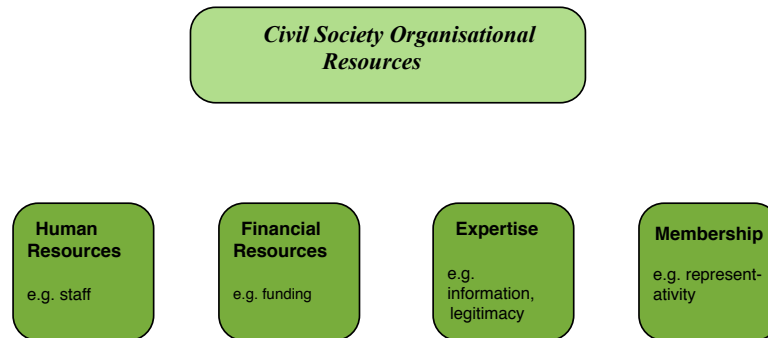 Civil Society Organisational
Resources
Human
Resources
e.g. staff
Financial
Resources
e.g. funding
Expertise
e.g.
information,
legitimacy
Membership
e.g. represent-
ativity